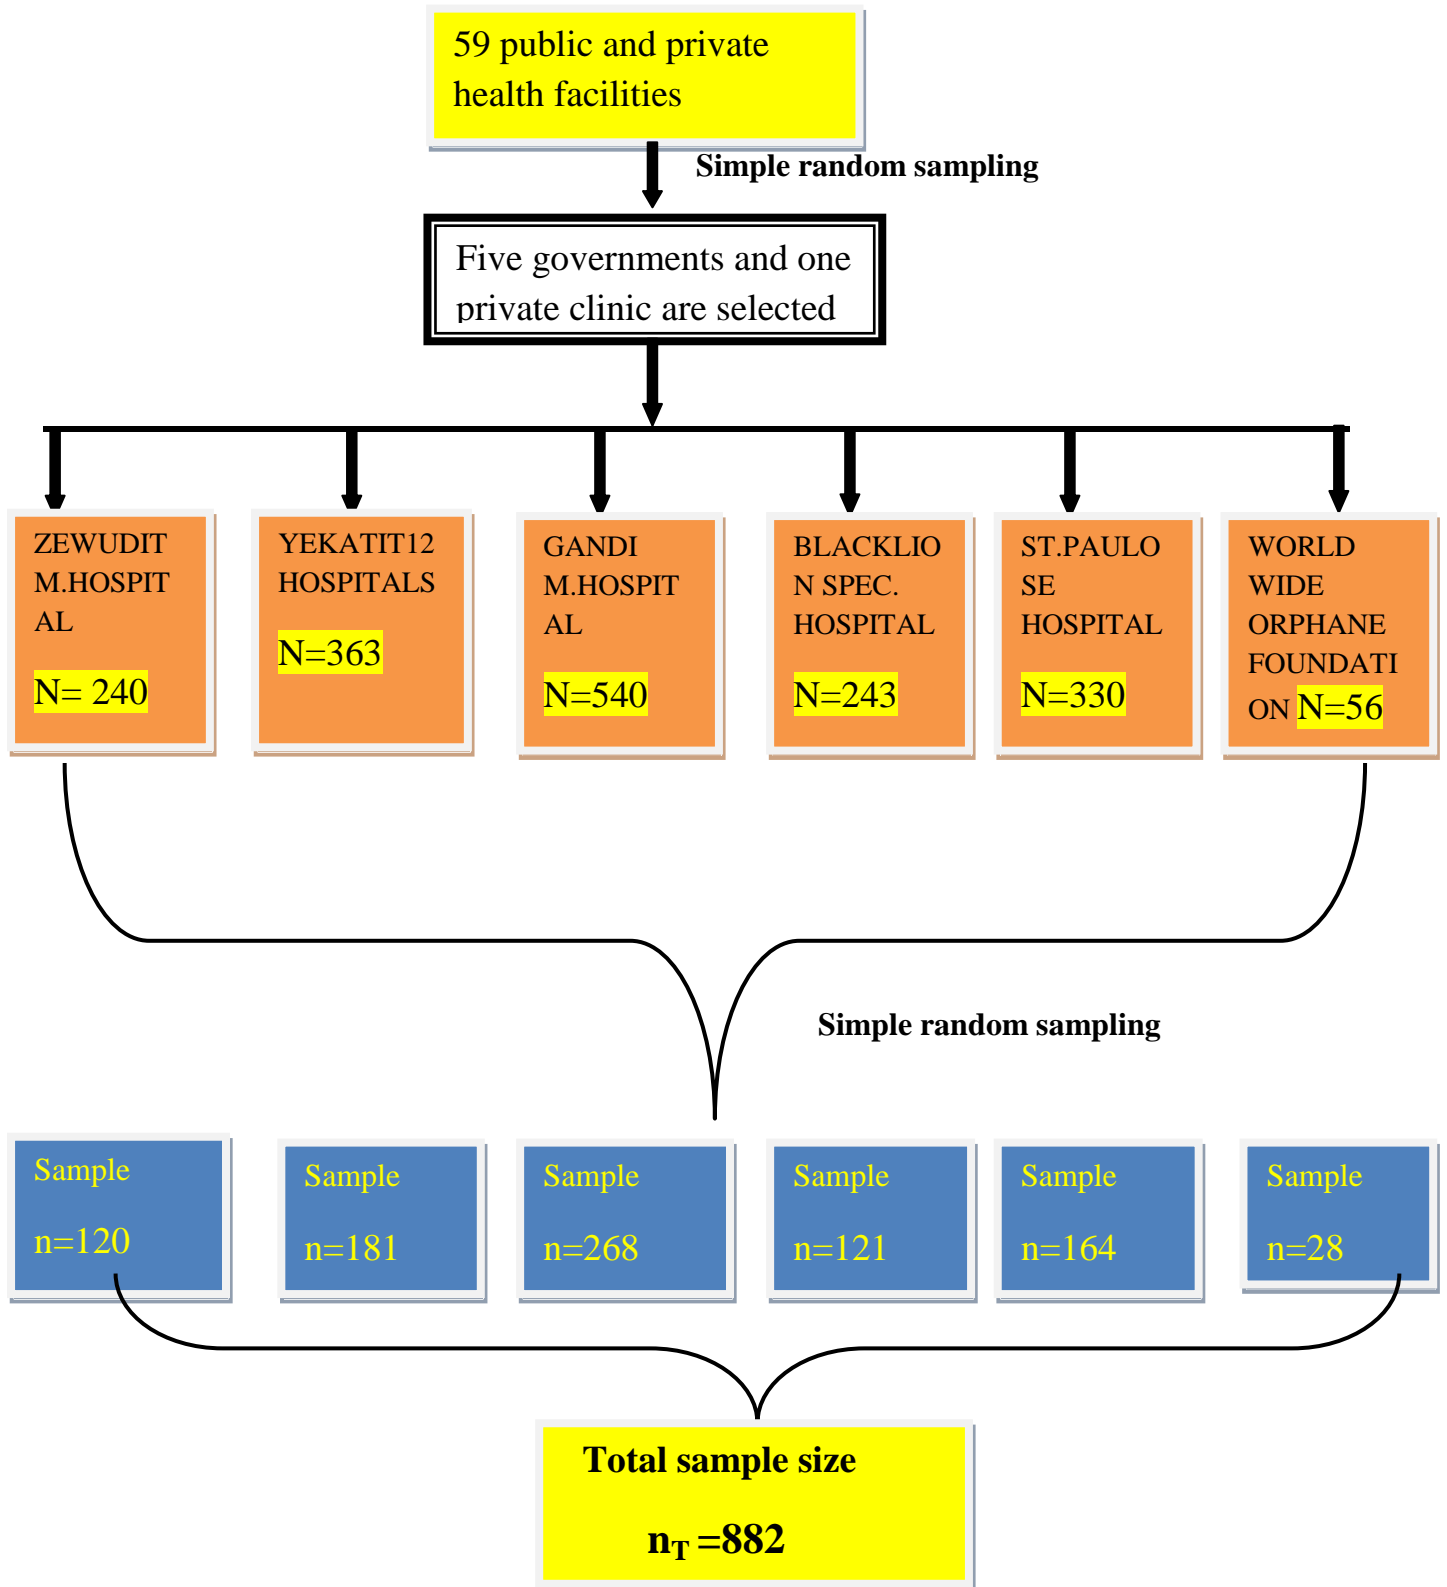 59 public and private
health facilities
Simple random sampling
Five governments and one
private clinic are selected
ZEWUDIT
M.HOSPIT
AL
N= 240
YEKATIT12
HOSPITALS
N=363
GANDI
M.HOSPIT
AL
N=540
BLACKLIO
N SPEC.
HOSPITAL
N=243
ST.PAULO
SE
HOSPITAL
N=330
WORLD
WIDE
ORPHANE
FOUNDATI
ON N=56
Simple random sampling
Sample
n=120
Sample
n=181
Sample
n=268
Sample
n=121
Sample
n=164
Sample
n=28
Total sample size
nT =882